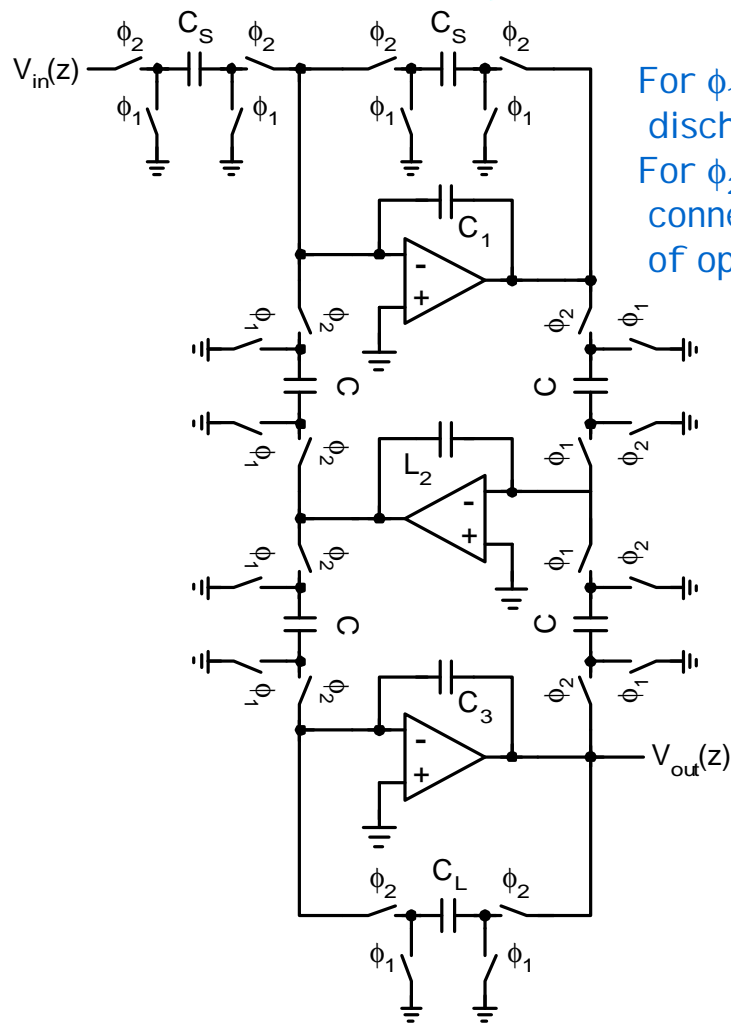 ϕ2 CS ϕ2 ϕ2 CS ϕ2
Vin(z)
ϕ1 ϕ1 ϕ1 ϕ1
For ϕ
disch
For ϕ
conne
of op
C1
-
+
ϕ1 ϕ2 ϕ2 ϕ1
C C
ϕ1 ϕ2 ϕ1 ϕ2
L2
-
+
ϕ1 ϕ2 ϕ1 ϕ2
C C
ϕ1 ϕ2 ϕ2 ϕ1
C3
-
+
Vout(z)
ϕ2 CL ϕ2
ϕ1 ϕ1